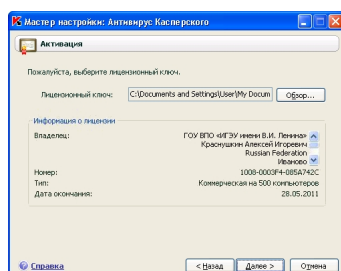 Мастер настройки: Антивирус Касперского
Активация
Пожалуйста, выберите лицензионный ключ.
Лицензионный ключ: C:\Documents and Settings\User\My Docum Обзор...
Информация о лицензии
Владелец: ГОУ ВПО «ИГЭУ имени В.И. Ленина»
Краснушкин Алексей Игоревич
Russian Federation
Иваново
Номер: 1008-0003F4-085A742C
Тип: Коммерческая на 500 компьютеров
Дата окончания: 28.05.2011
Справка < Назад Далее > Отмена